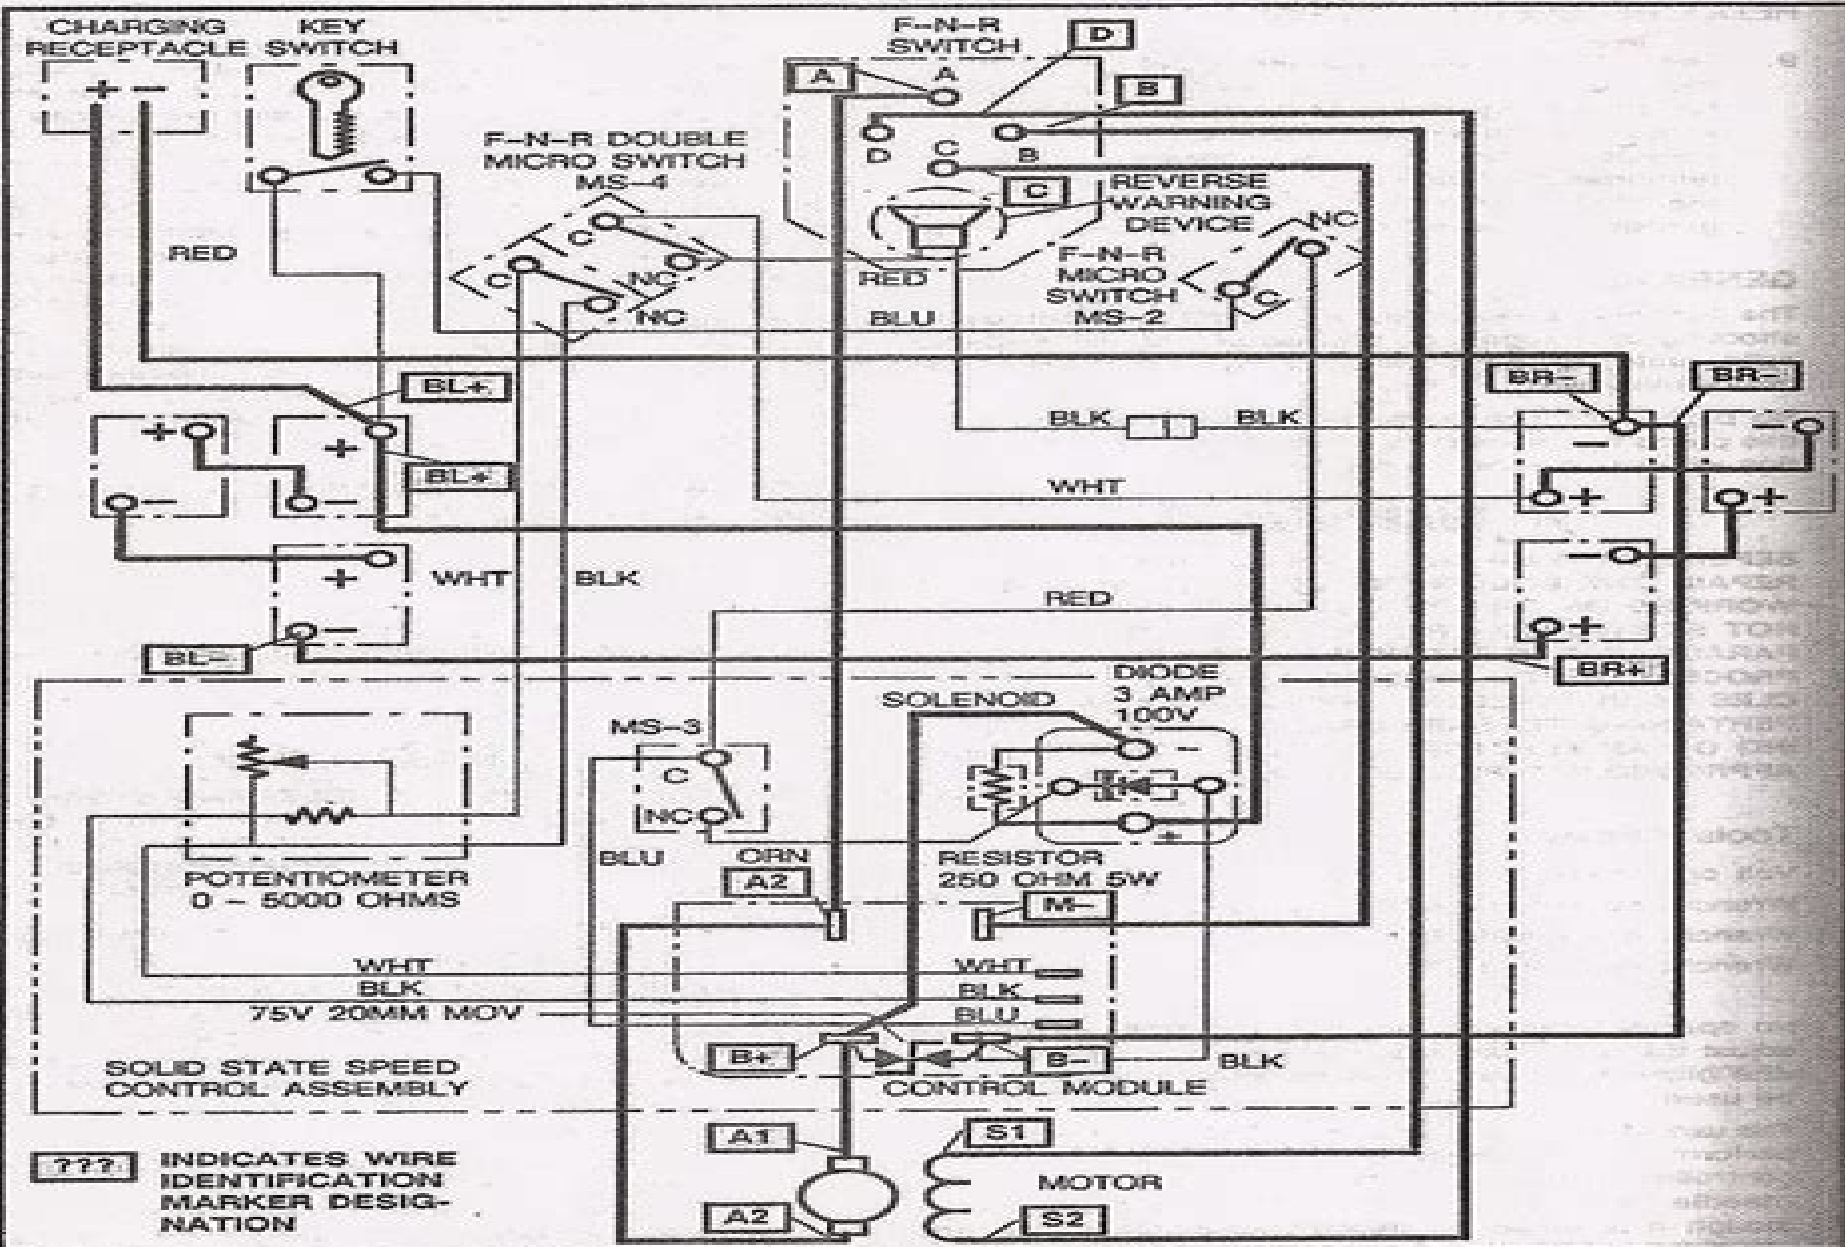 CHARGING
RECEPTACLE
KEY
SWITCH
F-N-R
SWITCH
D
A
A
B
+ −
F-N-R DOUBLE
MICRO SWITCH
MS-4
D
C
B
C
REVERSE
WARNING
DEVICE
NC
RED
C
C
NC
NC
RED
F-N-R
MICRO
SWITCH
MS-2
C
BLU
BL+
BR-
BR-
BLK
BLK
+
+
−
−
BL+
WHT
−
−
+
+
−
−
+
WHT
BLK
RED
+
−
BL-
BR+
DIODE
3 AMP
100V
SOLENOID
MS-3
C
NC
−
+
BLU
ORN
A2
RESISTOR
250 OHM 5W
M-
POTENTIOMETER
0 - 5000 OHMS
WHT
BLK
75V 20MM MOV
WHT
BLK
BLU
B+
B-
BLK
SOLID STATE SPEED
CONTROL ASSEMBLY
CONTROL MODULE
A1
S1
???
INDICATES WIRE
IDENTIFICATION
MARKER DESIG-
NATION
MOTOR
A2
S2